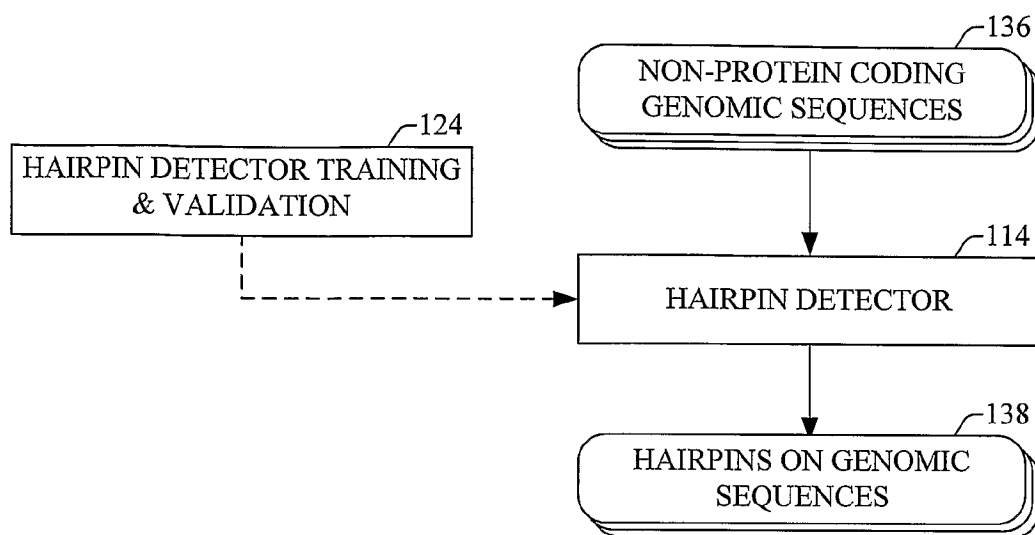 136
NON-PROTEIN CODING
GENOMIC SEQUENCES
124
HAIRPIN DETECTOR TRAINING
& VALIDATION
114
HAIRPIN DETECTOR
138
HAIRPINS ON GENOMIC
SEQUENCES